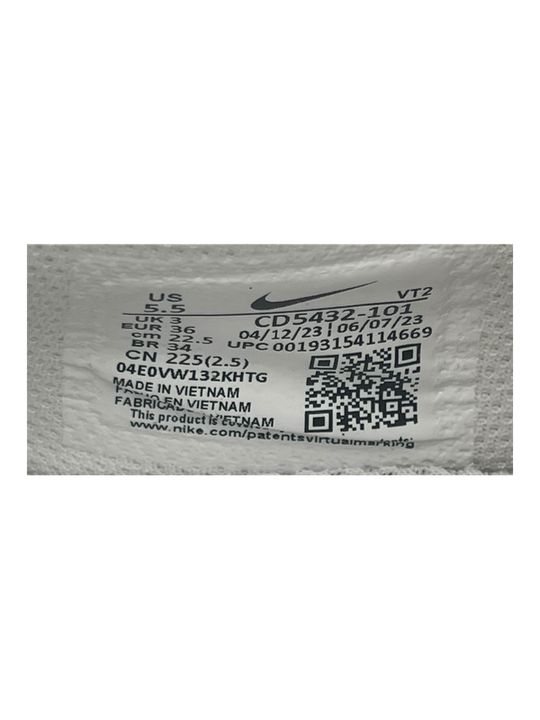 US
5.5
UK 3
EUR 36
cm 22.5
BR 34
CN 225(2.5)
VT2
CD5432-101
04/12/23 | 06/07/23
UPC 00193154114669
04E0VW132KHTG
MADE IN VIETNAM
FABRICADO EN VIETNAM
This product is
www.nike.com/patentsvirtualmarking